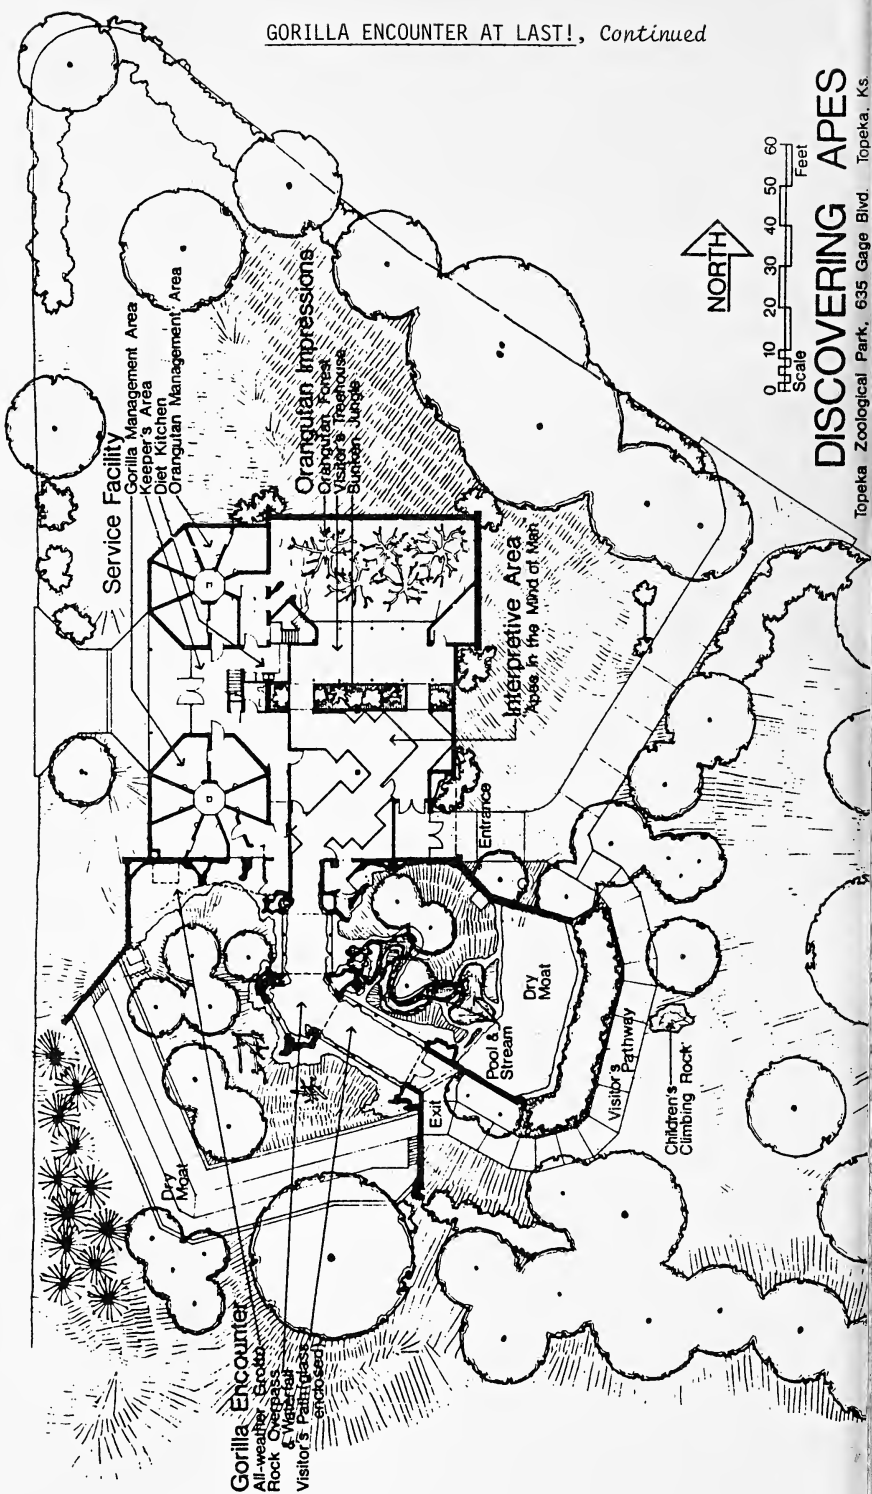 GORILLA ENCOUNTER AT LAST!, Continued
Service Facility
Gorilla Management Area
Keeper's Area
Diet Kitchen
Orangutan Management Area
Orangutan Impressions
Orangutan Forest
Visitor's Treehouse
Sunken Jungle
Interpretive Area
"Apes in the Mind of Man"
Entrance
Gorilla Encounter
All-weather Grotto
Rock Overpass
& Waterfall
Visitor's Path (glass
enclosed)
Dry
Moat
Exit
Pool &
Stream
Dry
Moat
Visitor's
Pathway
Children's
Climbing Rock
NORTH
0 10 20 30 40 50 60
Scale Feet
DISCOVERING APES
Topeka Zoological Park, 635 Gage Blvd. Topeka, Ks.